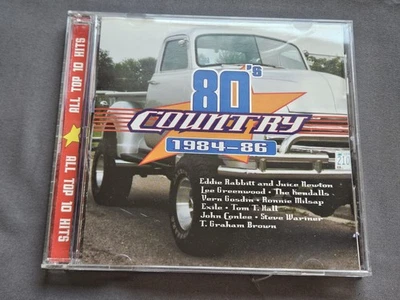 ALL TOP 10 HITS
ALL TOP 10 HITS
80's
COUNTRY
1984-86
Eddie Rabbitt and Juice Newton
Lee Greenwood • The Kendalls •
Vern Gosdin • Ronnie Milsap
Exile • Tom T. Hall
John Conlee • Steve Wariner
T. Graham Brown